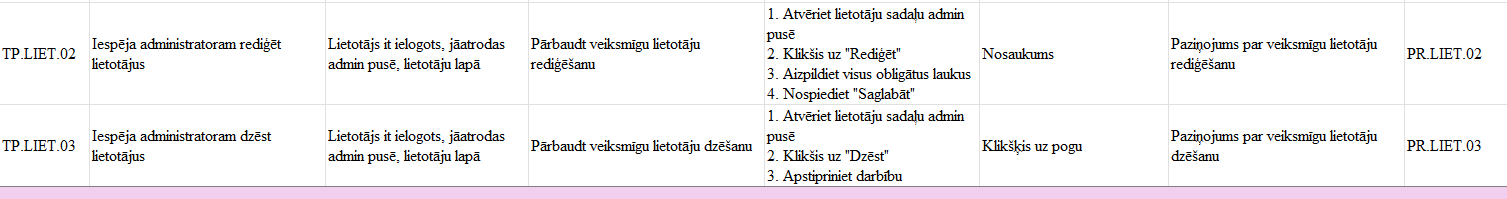 TP.LIET.02
Iespēja administratoram rediģēt
lietotājus
Lietotājs it ielogots, jāatrodas
admin pusē, lietotāju lapā
Pārbaudt veiksmīgu lietotāju
rediģēšanu
1. Atvēriet lietotāju sadaļu admin
pusē
2. Klikšis uz "Rediģēt"
3. Aizpildiet visus obligātus laukus
4. Nospiediet "Saglabāt"
Nosaukums
Paziņojums par veiksmīgu lietotāju
rediģēšanu
PR.LIET.02
TP.LIET.03
Iespēja administratoram dzēst
lietotājus
Lietotājs it ielogots, jāatrodas
admin pusē, lietotāju lapā
Pārbaudt veiksmīgu lietotāju dzēšanu
1. Atvēriet lietotāju sadaļu admin
pusē
2. Klikšis uz "Dzēst"
3. Apstipriniet darbību
Klikšķis uz pogu
Paziņojums par veiksmīgu lietotāju
dzēšanu
PR.LIET.03